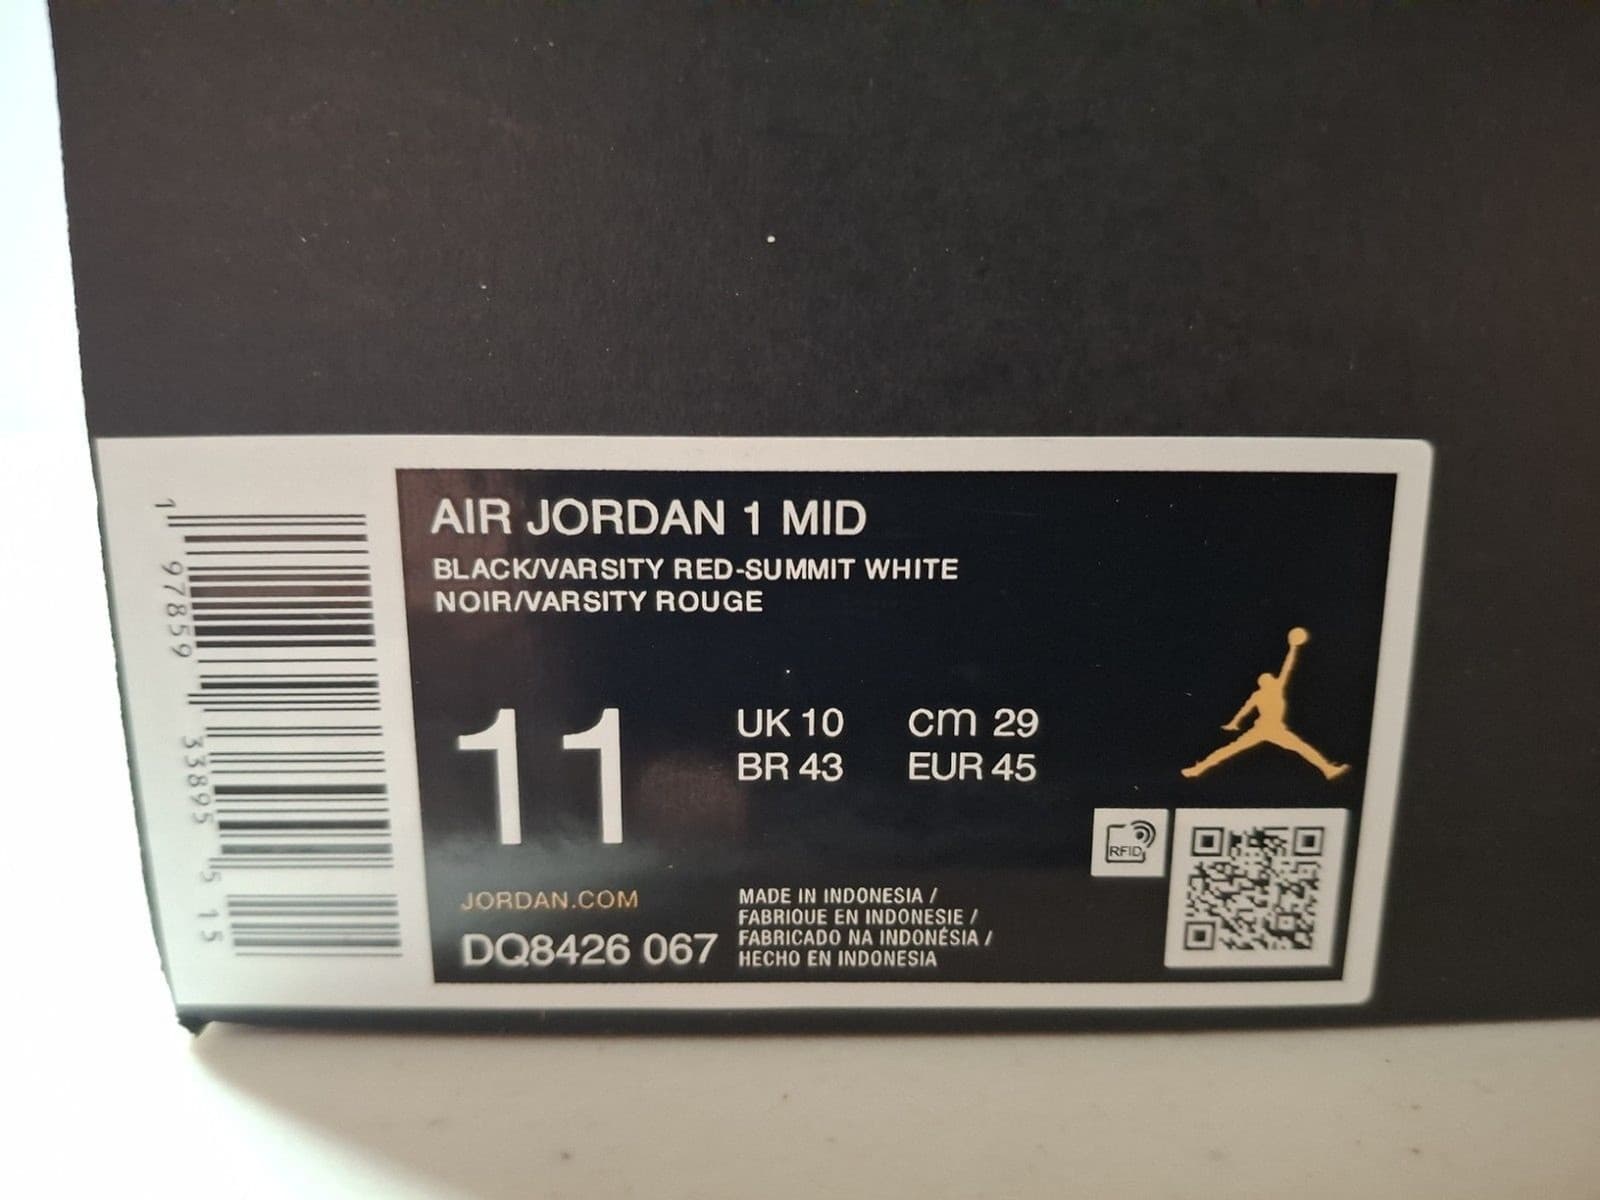 AIR JORDAN 1 MID
BLACK/VARSITY RED-SUMMIT WHITE
NOIR/VARSITY ROUGE
11
UK 10 cm 29
BR 43 EUR 45
RFID
JORDAN.COM
DQ8426 067
MADE IN INDONESIA /
FABRIQUE EN INDONESIE /
FABRICADO NA INDONÉSIA /
HECHO EN INDONESIA
1 97859 33895 5 15